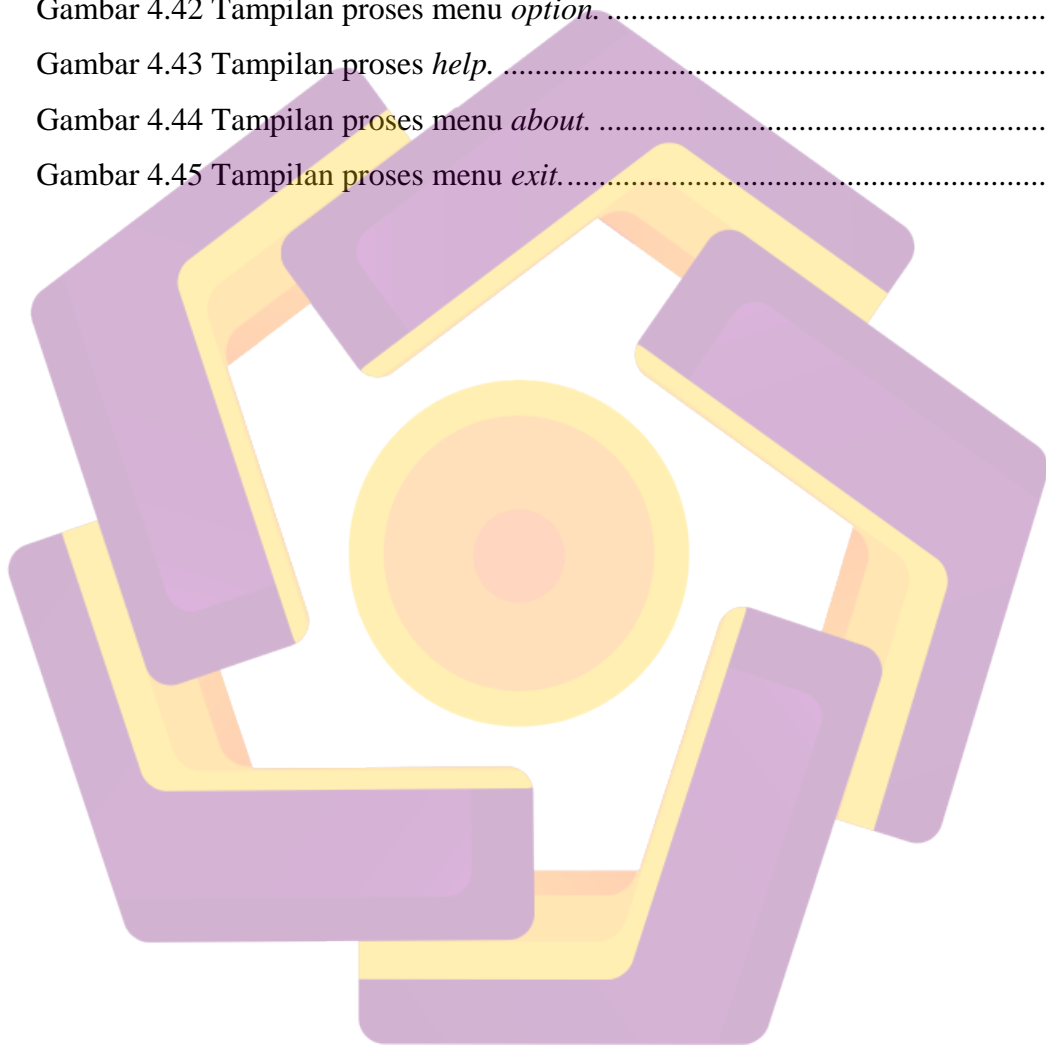 Gambar 4.42 Tampilan proses menu option. ....................................................
Gambar 4.43 Tampilan proses help. ................................................................
Gambar 4.44 Tampilan proses menu about. .....................................................
Gambar 4.45 Tampilan proses menu exit. ........................................................